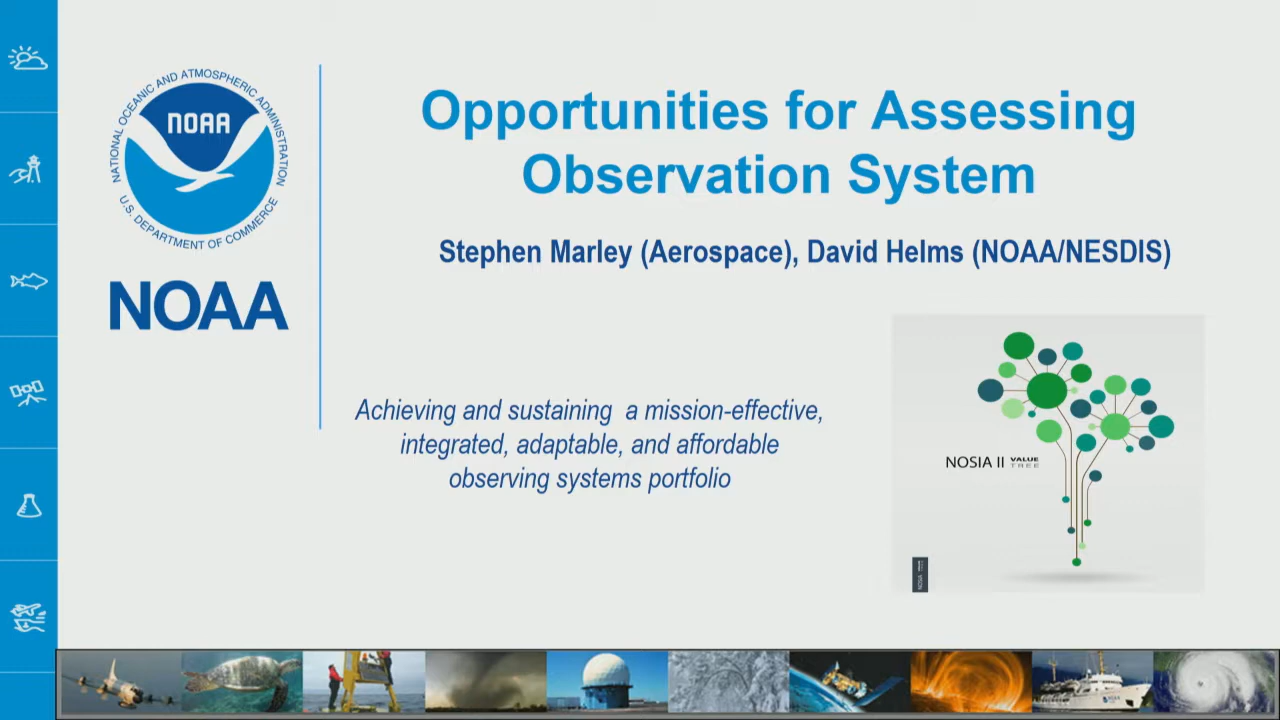 NATIONAL OCEANIC AND ATMOSPHERIC ADMINISTRATION
NOAA
U.S. DEPARTMENT OF COMMERCE
NOAA
Opportunities for Assessing
Observation System
Stephen Marley (Aerospace), David Helms (NOAA/NESDIS)
Achieving and sustaining a mission-effective,
integrated, adaptable, and affordable
observing systems portfolio
NOSIA II VALUE
TREE